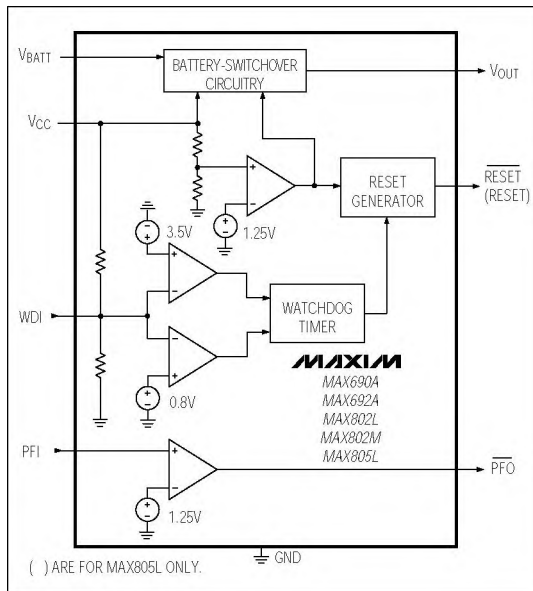 VBATT
BATTERY-SWITCHOVER
CIRCUITRY
VOUT
VCC
RESET
(RESET)
RESET
GENERATOR
1.25V
3.5V
WDI
WATCHDOG
TIMER
0.8V
MAXIM
MAX690A
MAX692A
MAX802L
MAX802M
MAX805L
PFI
PFO
1.25V
GND
( ) ARE FOR MAX805L ONLY.